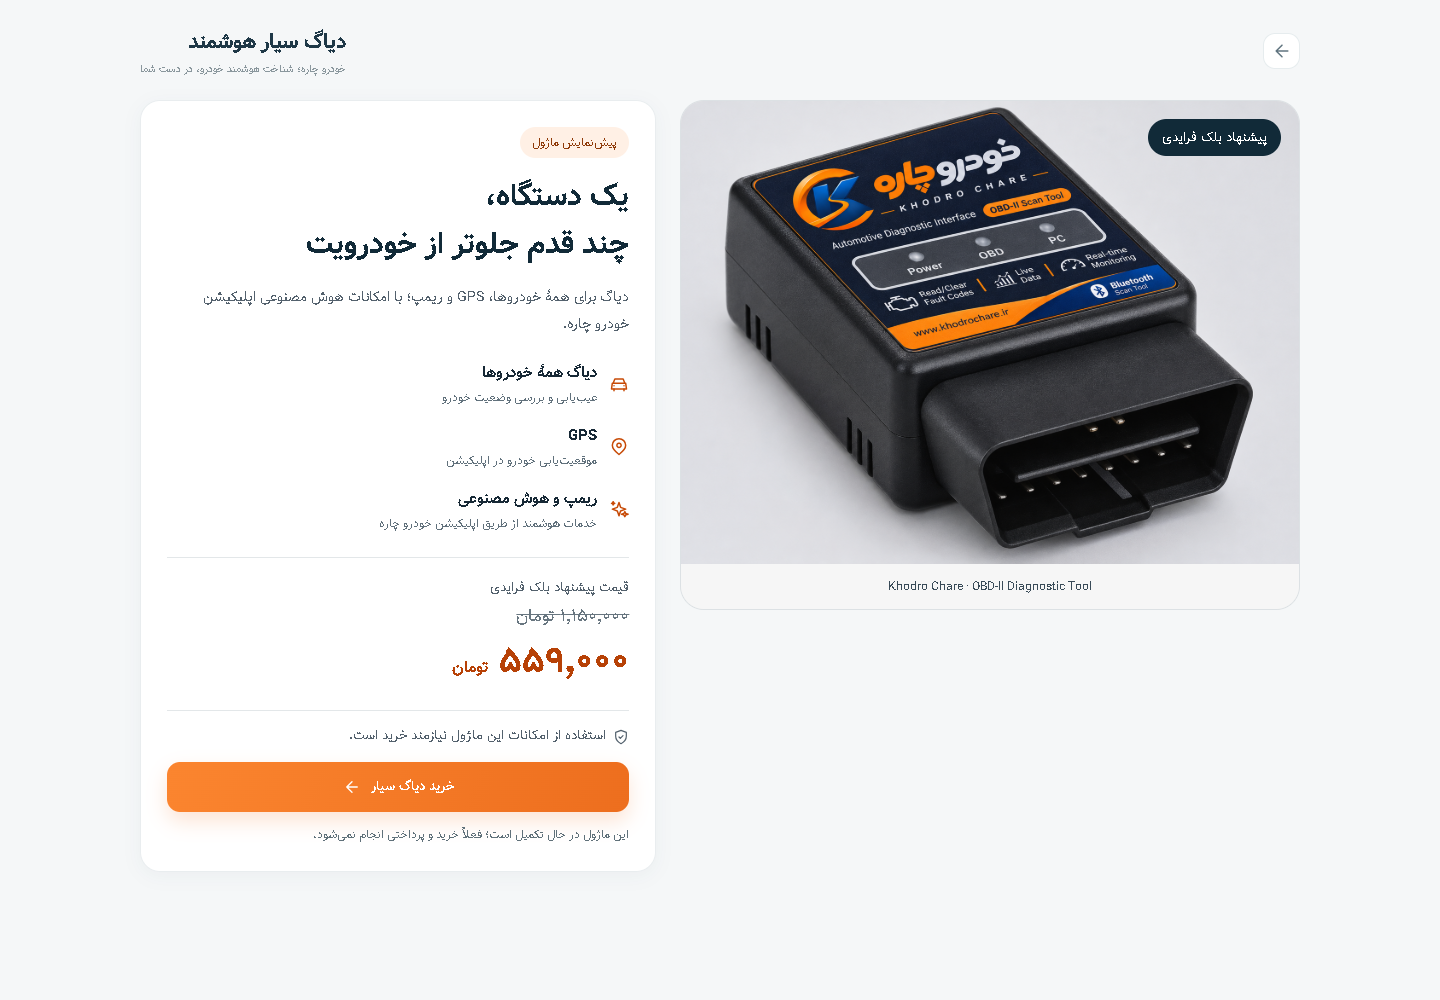 دیاگ سیار هوشمند
خودرو چاره؛ شناخت هوشمند خودرو، در دست شما
پیشنهاد بلک فرایدی
خودرو چاره
KHODRO CHARE
Automotive Diagnostic Interface
OBD-II Scan Tool
Power
OBD
PC
Read/Clear
Fault Codes
Live
Data
Real-time
Monitoring
www.khodrochare.ir
Bluetooth
Scan Tool
Khodro Chare · OBD-II Diagnostic Tool
پیش‌نمایش ماژول
یک دستگاه،
چند قدم جلوتر از خودرویت
دیاگ برای همهٔ خودروها، GPS و ریمپ؛ با امکانات هوش مصنوعی اپلیکیشن
خودرو چاره.
دیاگ همهٔ خودروها
عیب‌یابی و بررسی وضعیت خودرو
GPS
موقعیت‌یابی خودرو در اپلیکیشن
ریمپ و هوش مصنوعی
خدمات هوشمند از طریق اپلیکیشن خودرو چاره
قیمت پیشنهاد بلک فرایدی
۱,۱۵۰,۰۰۰ تومان
۵۵۹,۰۰۰ تومان
استفاده از امکانات این ماژول نیازمند خرید است.
خرید دیاگ سیار
این ماژول در حال تکمیل است؛ فعلاً خرید و پرداختی انجام نمی‌شود.